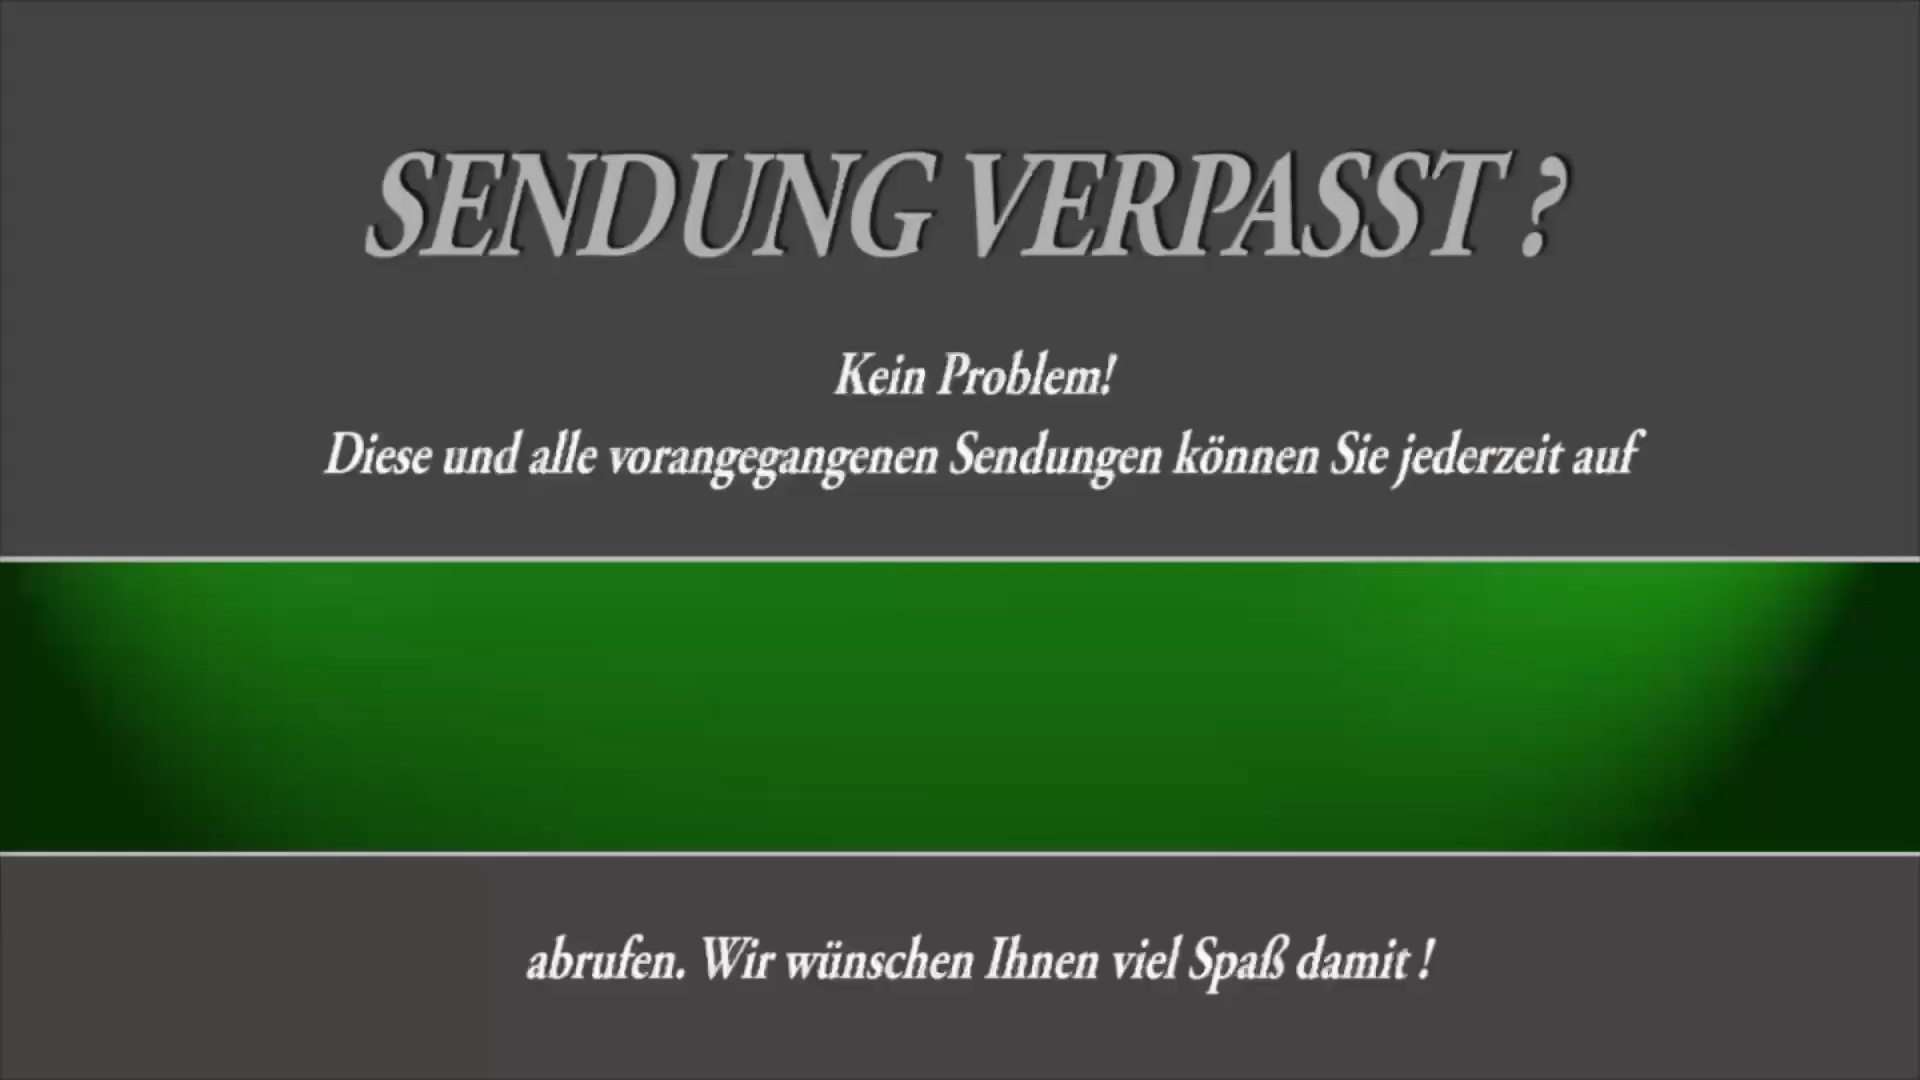 SENDUNG VERPASST ?
Kein Problem!
Diese und alle vorangegangenen Sendungen können Sie jederzeit auf
abrufen. Wir wünschen Ihnen viel Spaß damit !